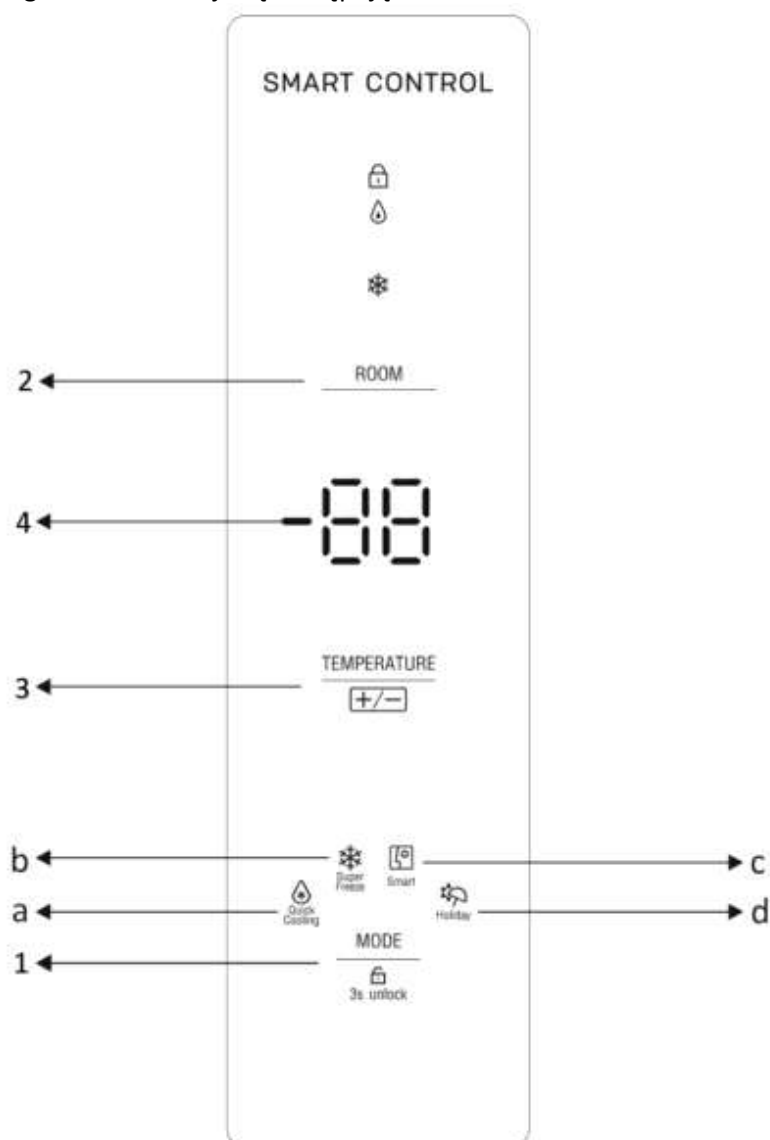 SMART CONTROL
2 ROOM
4 -88
TEMPERATURE
3 +/-
b Super Freeze Smart c
a Quick Cooling Holiday d
MODE
1
3s. unlock